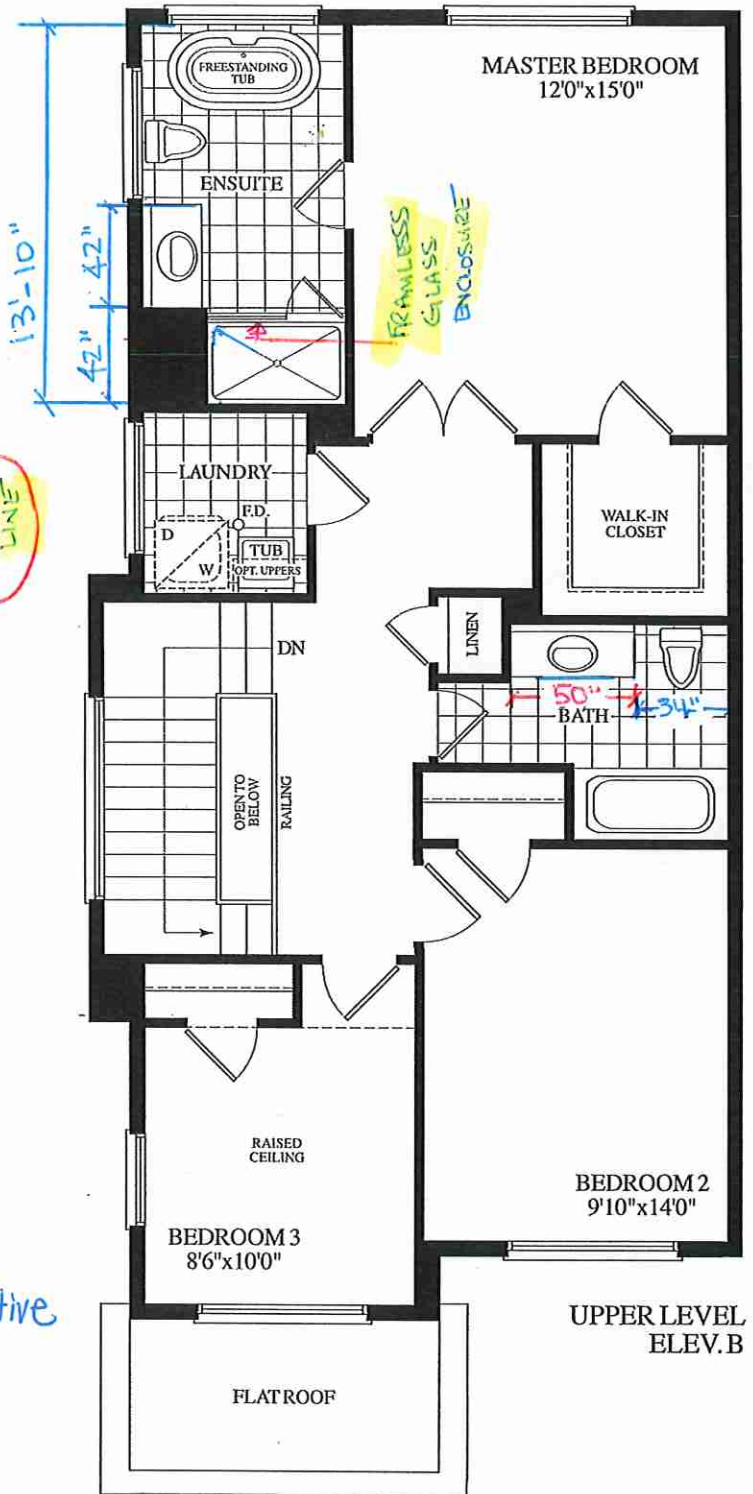 FREESTANDING
TUB
MASTER BEDROOM
12'0"x15'0"
ENSUITE
13'-10"
42"
42"
FRAMLESS
GLASS
ENCLOSURE
LINE
LAUNDRY
F.D.
D
W
TUB
OPT. UPPERS
WALK-IN
CLOSET
LINEN
DN
50"
34"
BATH
OPEN TO
BELOW
RAILING
RAISED
CEILING
BEDROOM 2
9'10"x14'0"
BEDROOM 3
8'6"x10'0"
tive
UPPER LEVEL
ELEV. B
FLAT ROOF